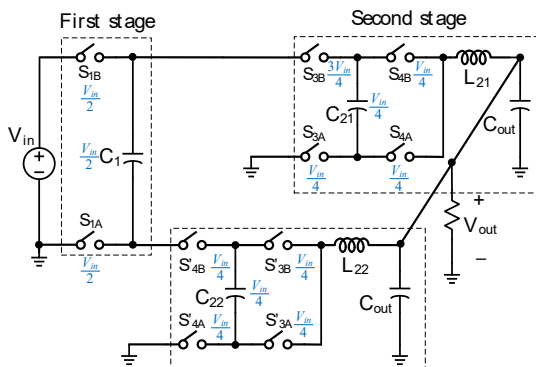 First stage
Second stage
S1B
Vin/2
S3B
3Vin/4
S4B
Vin/4
L21
Vin
+
−
Vin/2
C1
C21
Vin/4
Cout
S3A
Vin/4
S4A
Vin/4
S1A
Vin/2
+
Vout
−
S'4B
Vin/4
S'3B
Vin/4
L22
C22
Vin/4
Cout
S'4A
Vin/4
S'3A
Vin/4